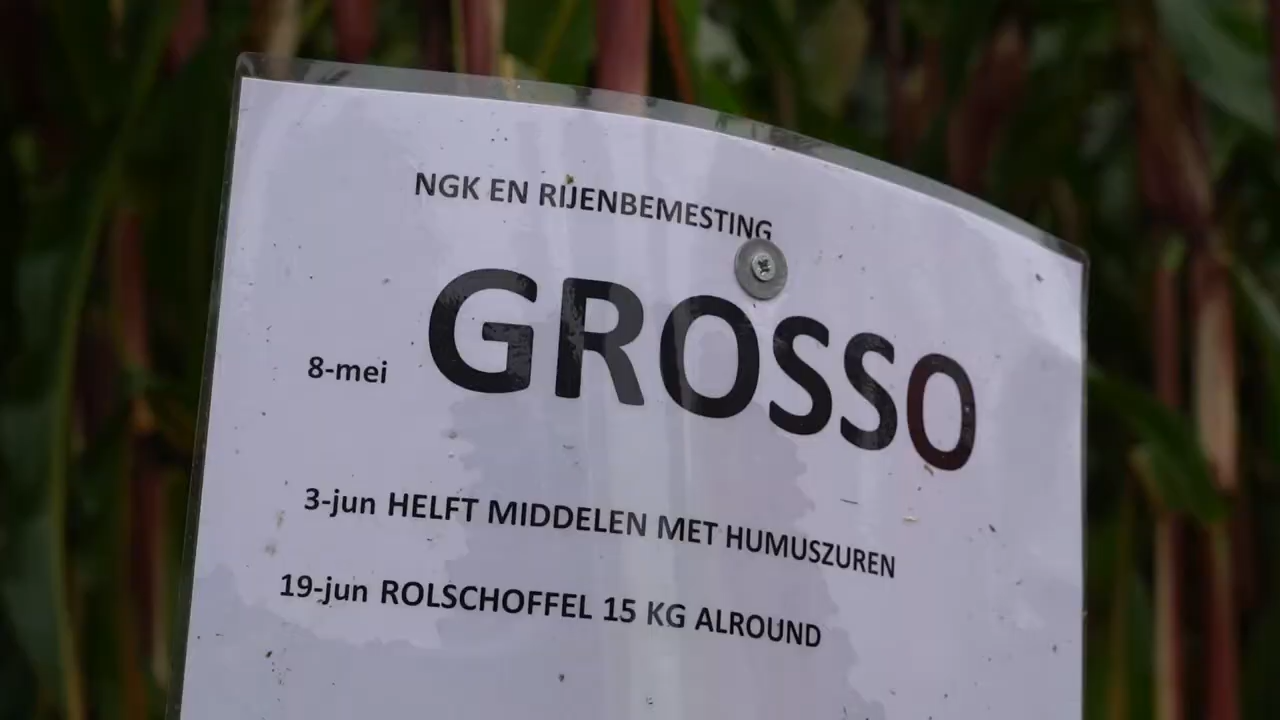 NGK EN RIJENBEMESTING
8-mei GROSSO
3-jun HELFT MIDDELEN MET HUMUSZUREN
19-jun ROLSCHOFFEL 15 KG ALROUND